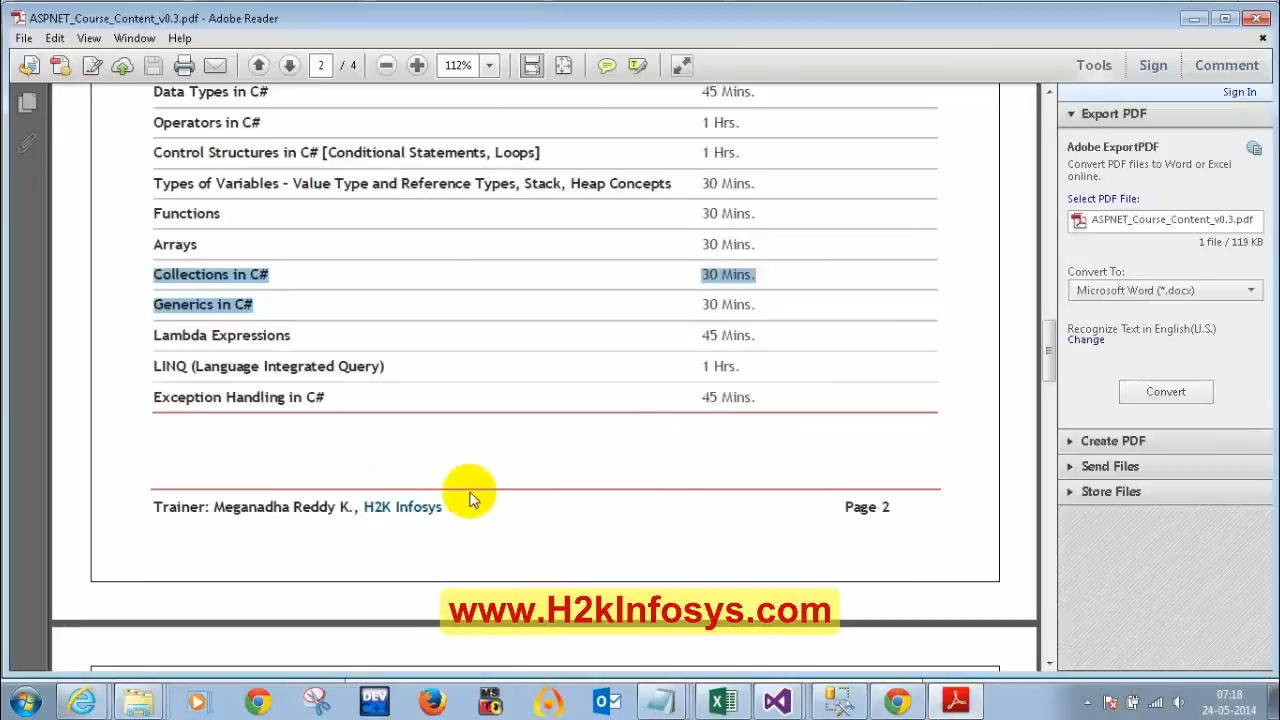 ASPNET_Course_Content_v0.3.pdf - Adobe Reader
File Edit View Window Help
2 / 4 112% Tools Sign Comment
Sign In
Data Types in C# 45 Mins.
Operators in C# 1 Hrs.
Control Structures in C# [Conditional Statements, Loops] 1 Hrs.
Types of Variables - Value Type and Reference Types, Stack, Heap Concepts 30 Mins.
Functions 30 Mins.
Arrays 30 Mins.
Collections in C# 30 Mins.
Generics in C# 30 Mins.
Lambda Expressions 45 Mins.
LINQ (Language Integrated Query) 1 Hrs.
Exception Handling in C# 45 Mins.
Trainer: Meganadha Reddy K., H2K Infosys Page 2
Export PDF
Adobe ExportPDF
Convert PDF files to Word or Excel
online.
Select PDF File:
ASPNET_Course_Content_v0.3.pdf
1 file / 119 KB
Convert To:
Microsoft Word (*.docx)
Recognize Text in English(U.S.)
Change
Convert
Create PDF
Send Files
Store Files
www.H2kInfosys.com
DEV
MS
07:18
24-05-2014